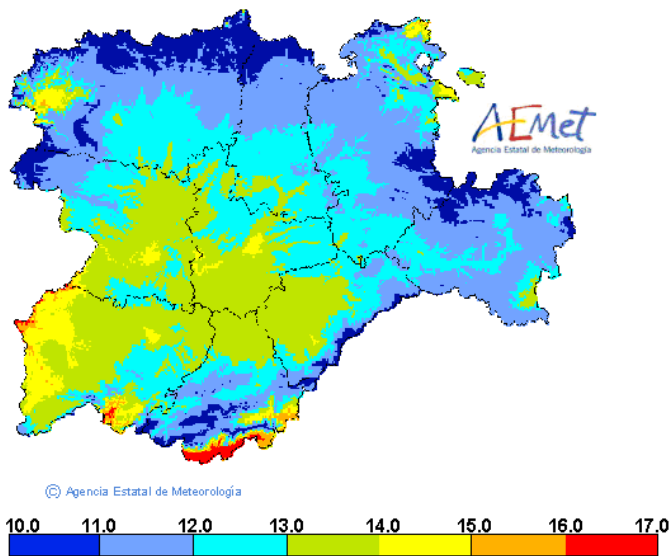 AEMet
Agencia Estatal de Meteorología
© Agencia Estatal de Meteorología
10.0 11.0 12.0 13.0 14.0 15.0 16.0 17.0